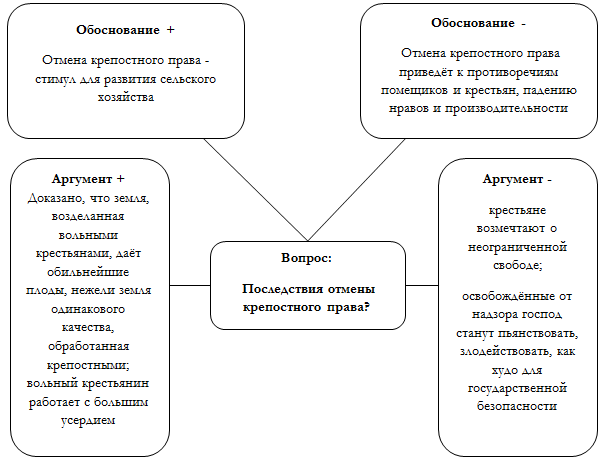 Обоснование +
Отмена крепостного права -
стимул для развития сельского
хозяйства
Обоснование -
Отмена крепостного права
приведёт к противоречиям
помещиков и крестьян, падению
нравов и производительности
Аргумент +
Доказано, что земля,
возделанная
вольными
крестьянами, даёт
обильнейшие
плоды, нежели земля
одинакового
качества,
обработанная
крепостными;
вольный крестьянин
работает с большим
усердием
Вопрос:
Последствия отмены
крепостного права?
Аргумент -
крестьяне
возмечтают о
неограниченной
свободе;
освобождённые от
надзора господ
станут пьянствовать,
злодействовать, как
худо для
государственной
безопасности